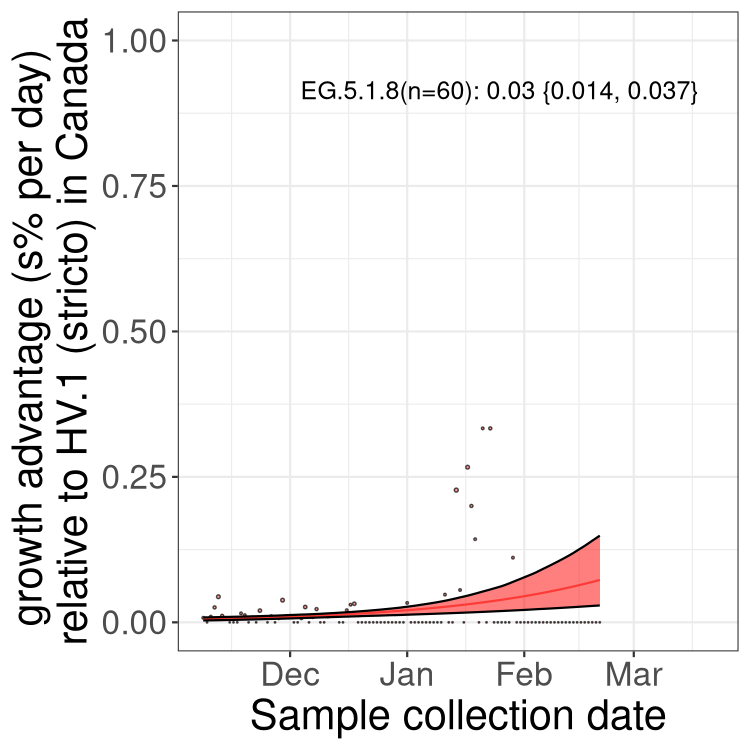 growth advantage (s% per day)
relative to HV.1 (stricto) in Canada
1.00
0.75
0.50
0.25
0.00
EG.5.1.8(n=60): 0.03 {0.014, 0.037}
Dec Jan Feb Mar
Sample collection date